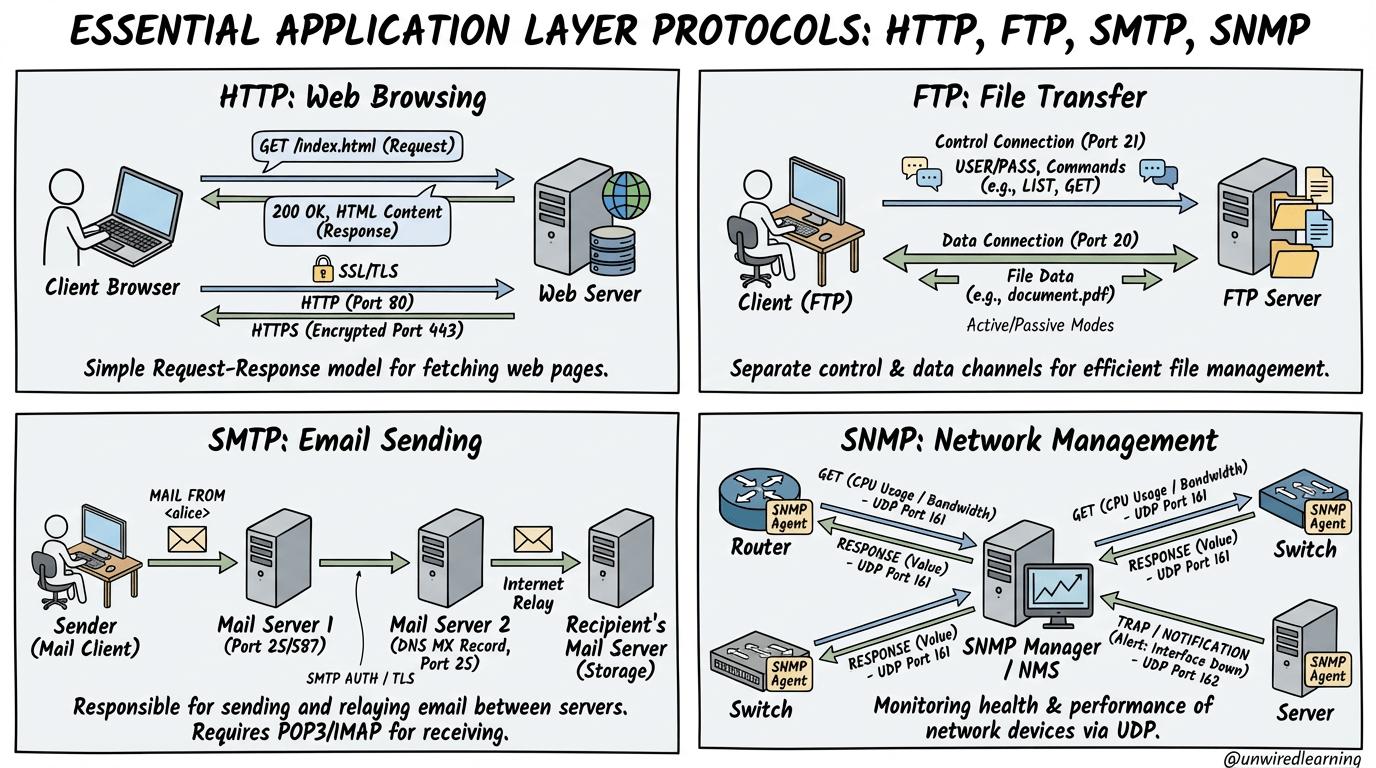 ESSENTIAL APPLICATION LAYER PROTOCOLS: HTTP, FTP, SMTP, SNMP
HTTP: Web Browsing
GET /index.html (Request)
200 OK, HTML Content
(Response)
SSL/TLS
HTTP (Port 80)
HTTPS (Encrypted Port 443)
Client Browser
Web Server
Simple Request-Response model for fetching web pages.
FTP: File Transfer
Control Connection (Port 21)
USER/PASS, Commands
(e.g., LIST, GET)
Data Connection (Port 20)
File Data
(e.g., document.pdf)
Active/Passive Modes
Client (FTP)
FTP Server
Separate control & data channels for efficient file management.
SMTP: Email Sending
MAIL FROM
<alice>
Sender
(Mail Client)
Mail Server 1
(Port 25/587)
SMTP AUTH / TLS
Mail Server 2
(DNS MX Record,
Port 25)
Internet
Relay
Recipient's
Mail Server
(Storage)
Responsible for sending and relaying email between servers.
Requires POP3/IMAP for receiving.
SNMP: Network Management
SNMP
Agent
Router
GET (CPU Usage / Bandwidth)
- UDP Port 161
RESPONSE (Value)
- UDP Port 161
GET (CPU Usage / Bandwidth)
- UDP Port 161
RESPONSE (Value)
- UDP Port 161
SNMP
Agent
Switch
SNMP Manager
/ NMS
SNMP
Agent
Switch
RESPONSE (Value)
- UDP Port 161
TRAP / NOTIFICATION
(Alert: Interface Down)
- UDP Port 162
SNMP
Agent
Server
Monitoring health & performance of
network devices via UDP.
@unwiredlearning